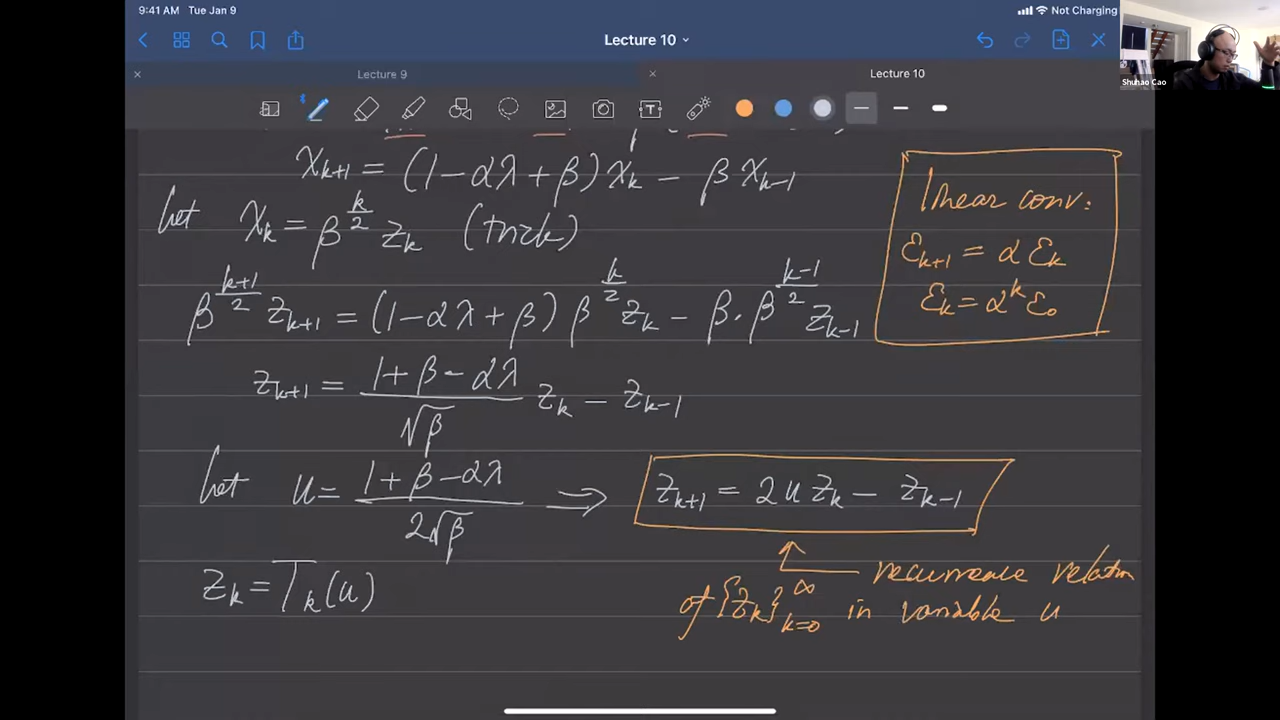 9:41 AM Tue Jan 9
Not Charging
Lecture 10
Lecture 9
Lecture 10
Shuhao Cao
x_{k+1} = (1-αλ+β) x_k - β x_{k-1}
let x_k = β^{k/2} z_k (trick)
β^{(k+1)/2} z_{k+1} = (1-αλ+β) β^{k/2} z_k - β·β^{(k-1)/2} z_{k-1}
z_{k+1} = (1+β-αλ)/√β z_k - z_{k-1}
let u = (1+β-αλ)/(2√β) ⟹ z_{k+1} = 2u z_k - z_{k-1}
z_k = T_k(u)
linear conv:
ε_{k+1} = α ε_k
ε_k = α^k ε_0
recurrence relation
of {z_k}_{k=0}^∞ in variable u